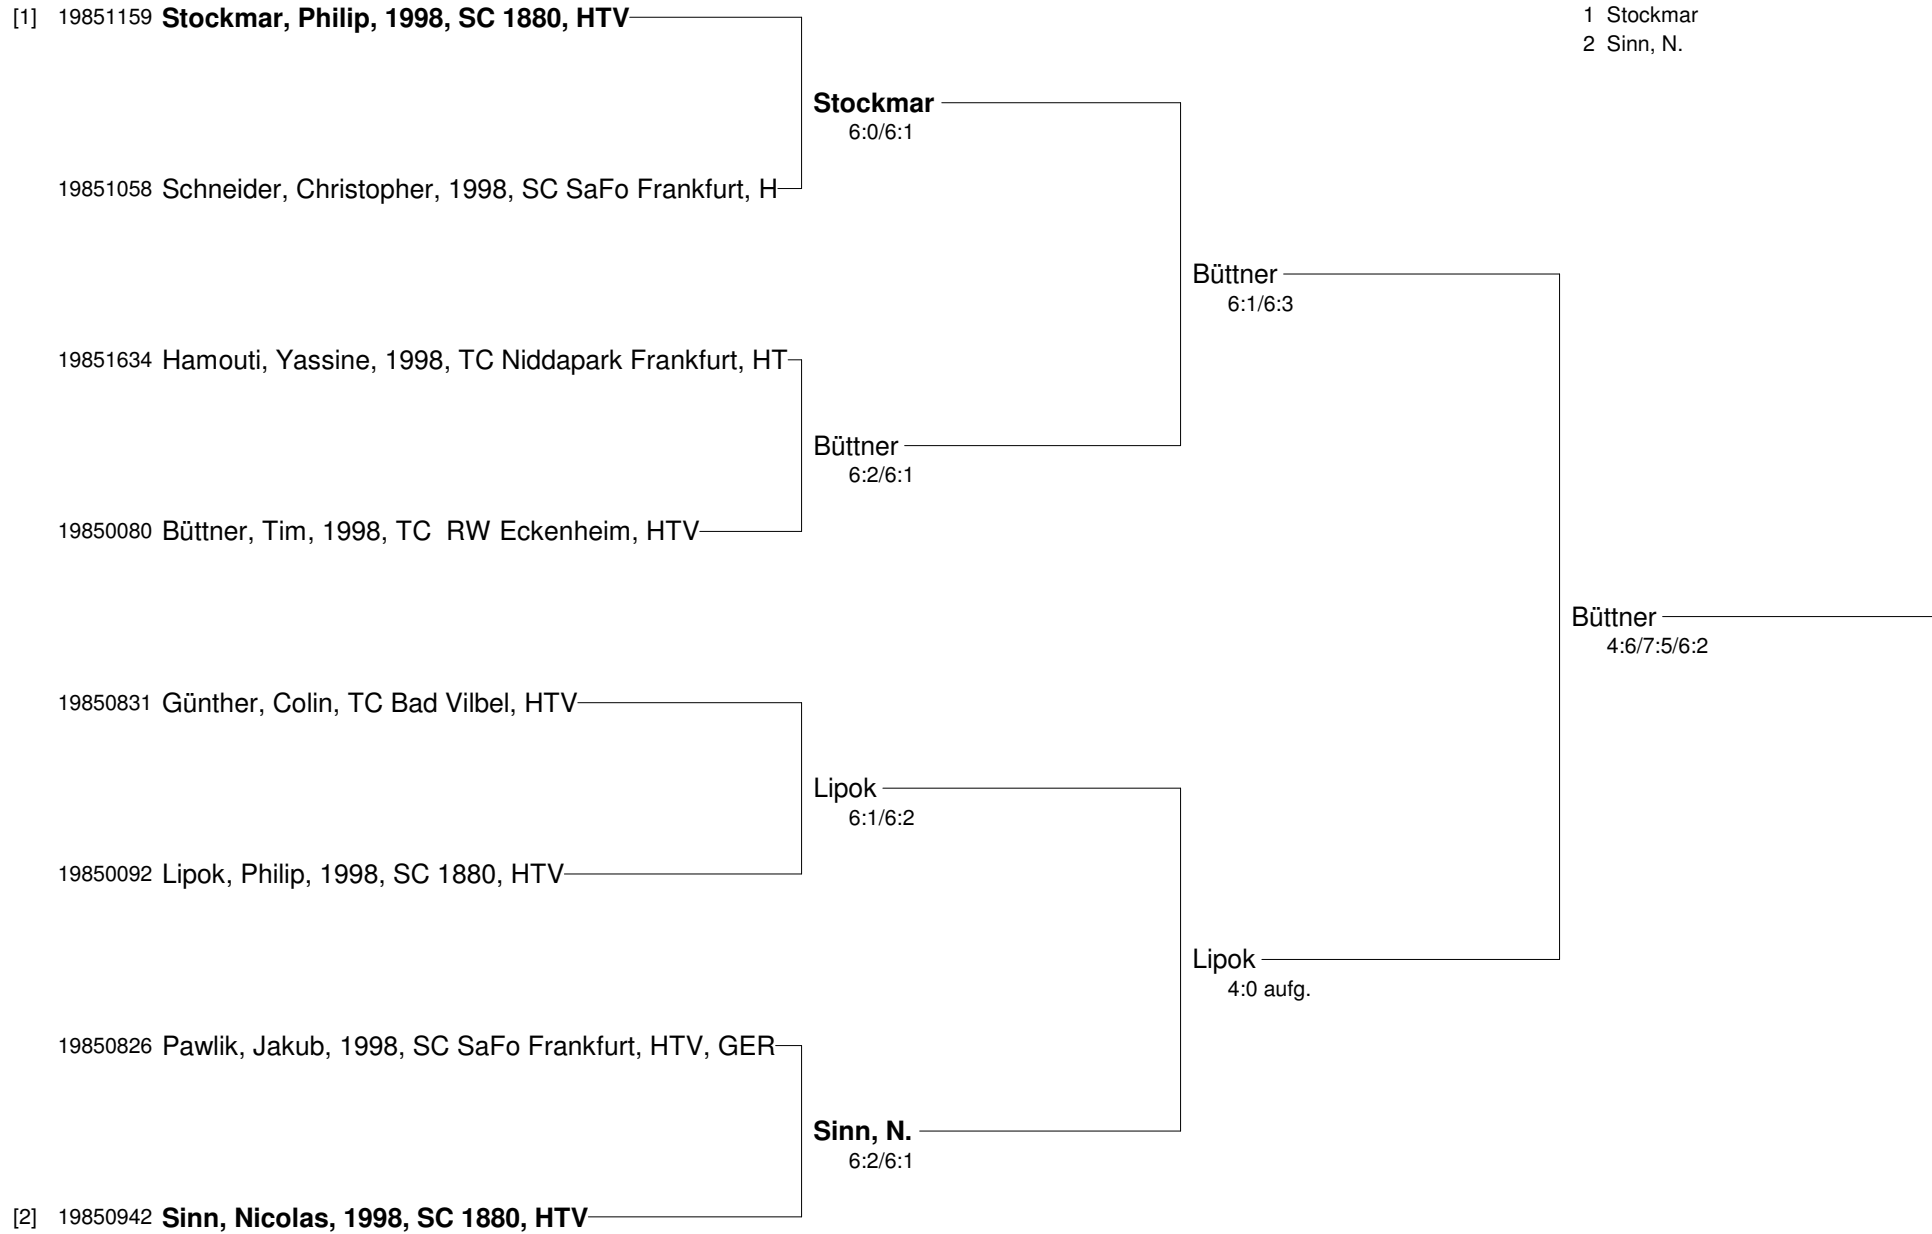 [1] 19851159 Stockmar, Philip, 1998, SC 1880, HTV
1 Stockmar
2 Sinn, N.
Stockmar
6:0/6:1
19851058 Schneider, Christopher, 1998, SC SaFo Frankfurt, H
Büttner
6:1/6:3
19851634 Hamouti, Yassine, 1998, TC Niddapark Frankfurt, HT
Büttner
6:2/6:1
19850080 Büttner, Tim, 1998, TC  RW Eckenheim, HTV
Büttner
4:6/7:5/6:2
19850831 Günther, Colin, TC Bad Vilbel, HTV
Lipok
6:1/6:2
19850092 Lipok, Philip, 1998, SC 1880, HTV
Lipok
4:0 aufg.
19850826 Pawlik, Jakub, 1998, SC SaFo Frankfurt, HTV, GER
Sinn, N.
6:2/6:1
[2] 19850942 Sinn, Nicolas, 1998, SC 1880, HTV